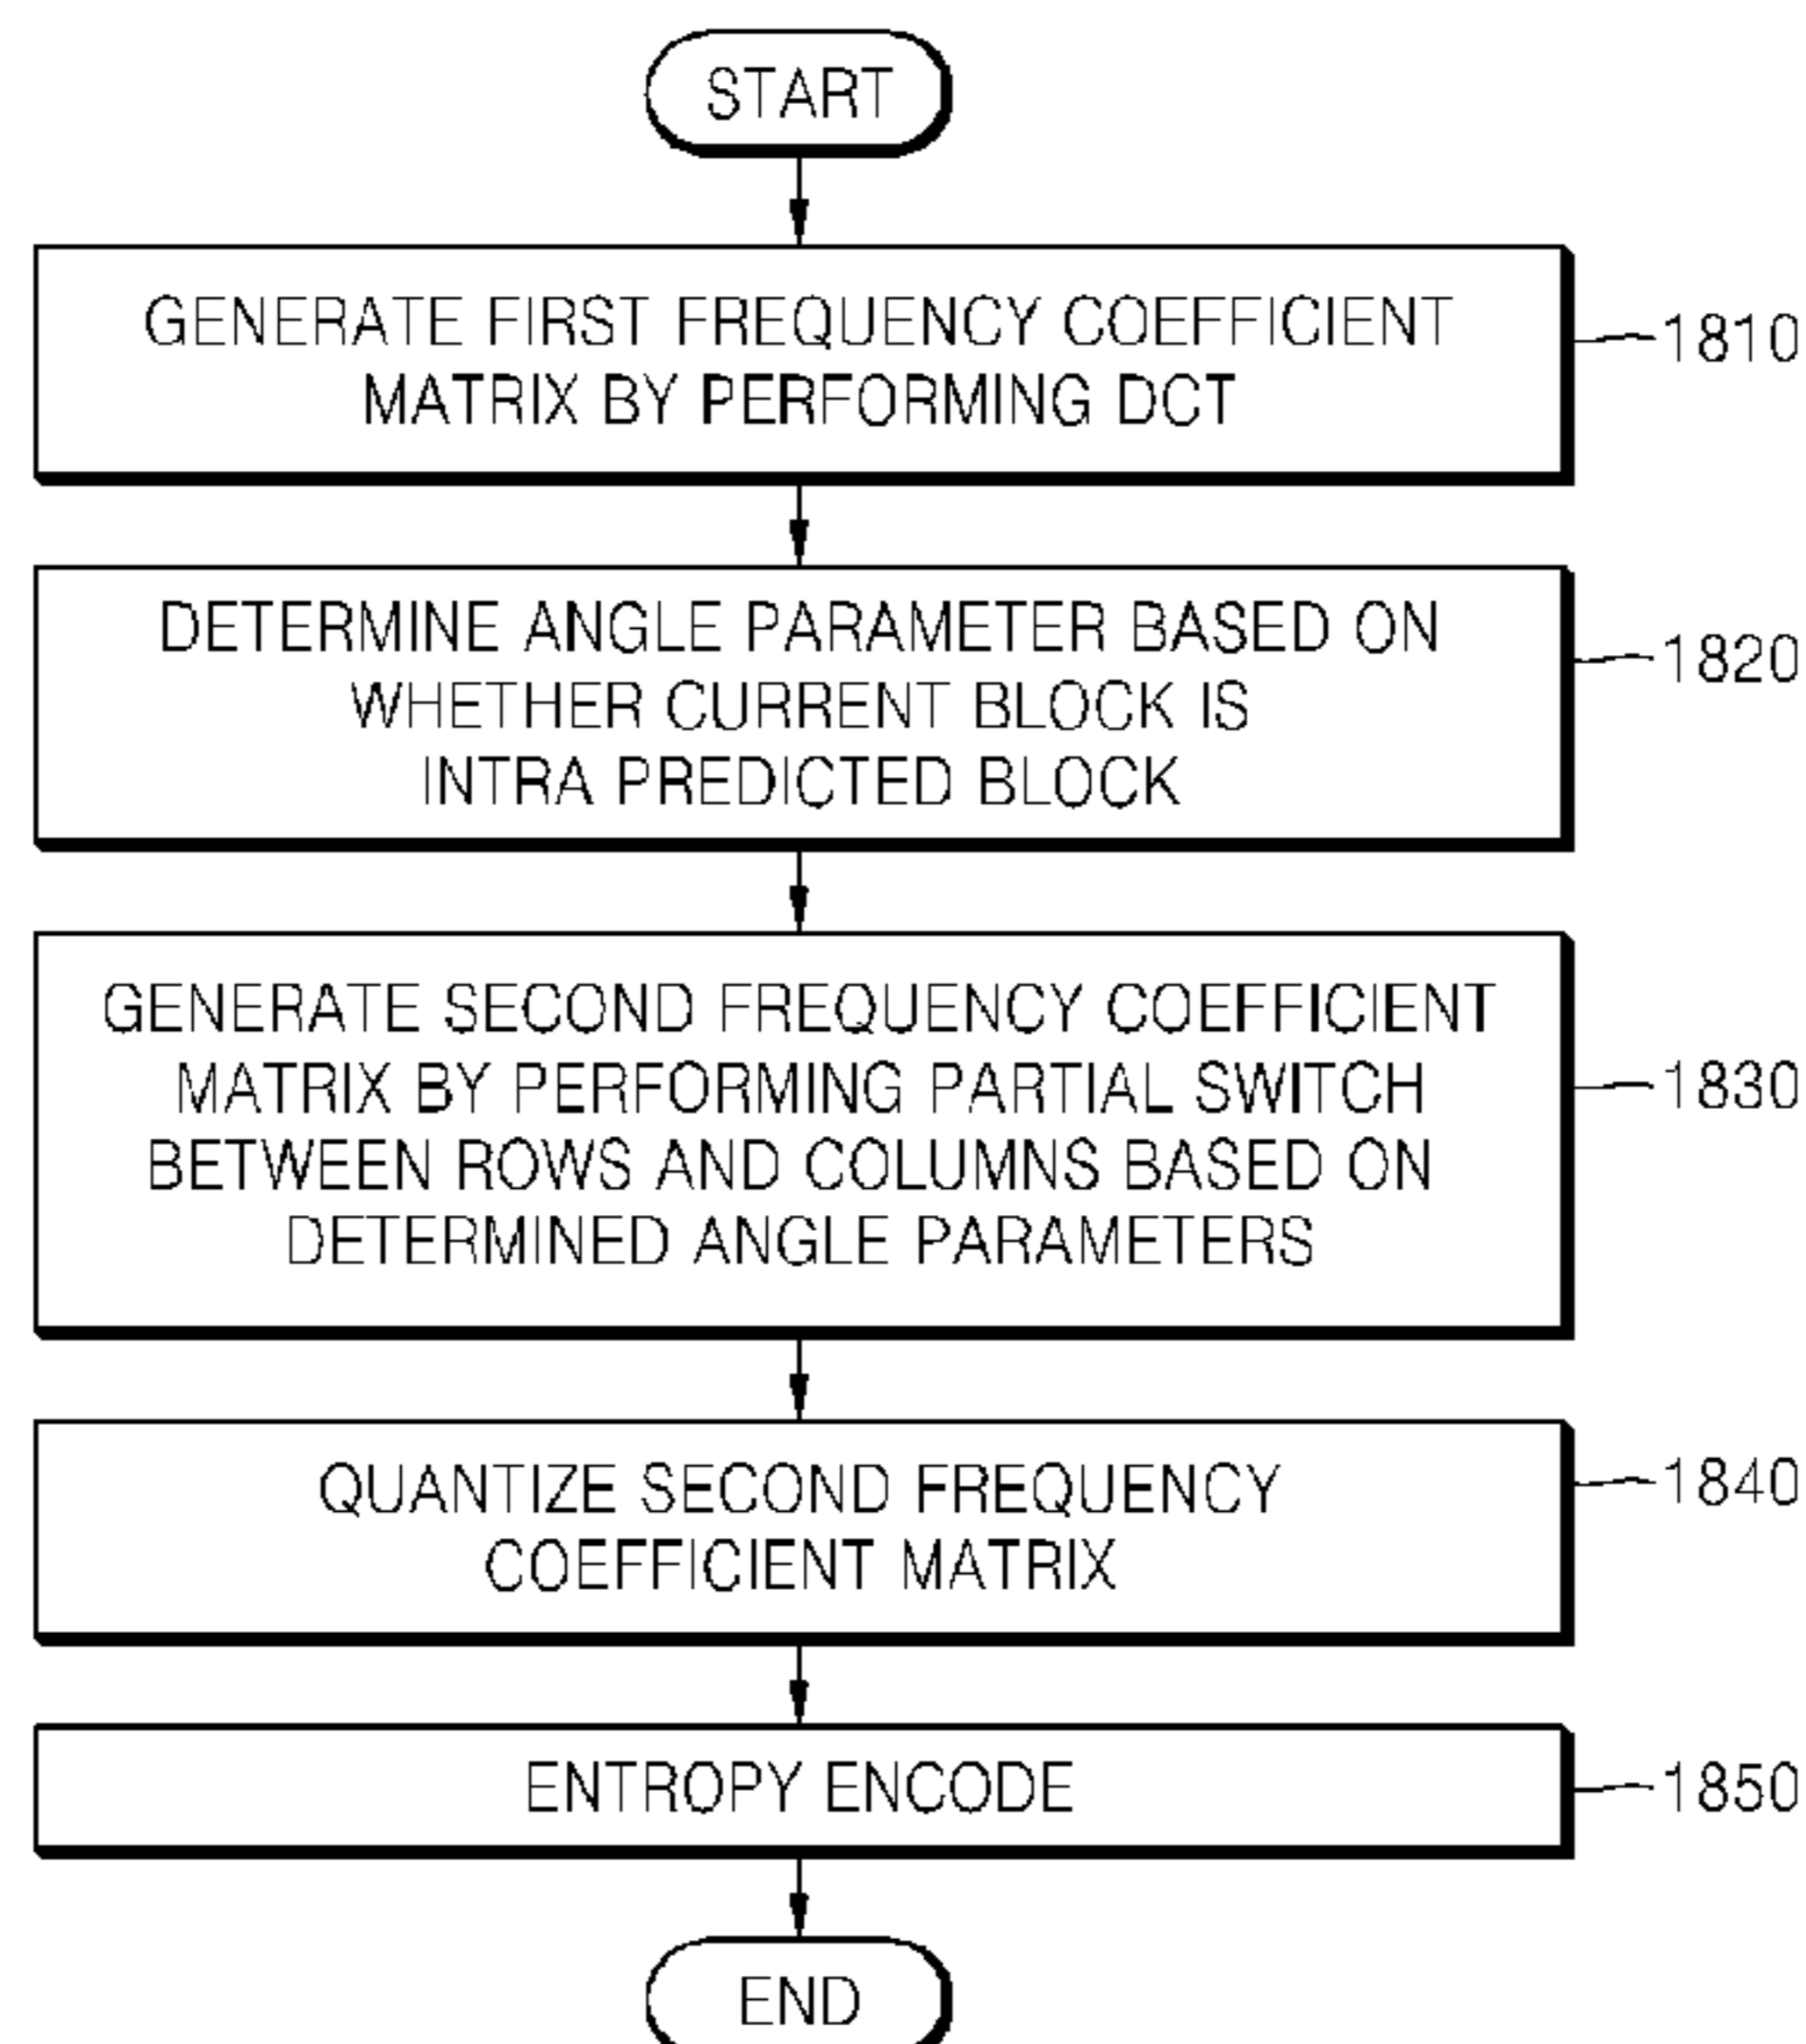 START
GENERATE FIRST FREQUENCY COEFFICIENT
MATRIX BY PERFORMING DCT
1810
DETERMINE ANGLE PARAMETER BASED ON
WHETHER CURRENT BLOCK IS
INTRA PREDICTED BLOCK
1820
GENERATE SECOND FREQUENCY COEFFICIENT
MATRIX BY PERFORMING PARTIAL SWITCH
BETWEEN ROWS AND COLUMNS BASED ON
DETERMINED ANGLE PARAMETERS
1830
QUANTIZE SECOND FREQUENCY
COEFFICIENT MATRIX
1840
ENTROPY ENCODE
1850
END